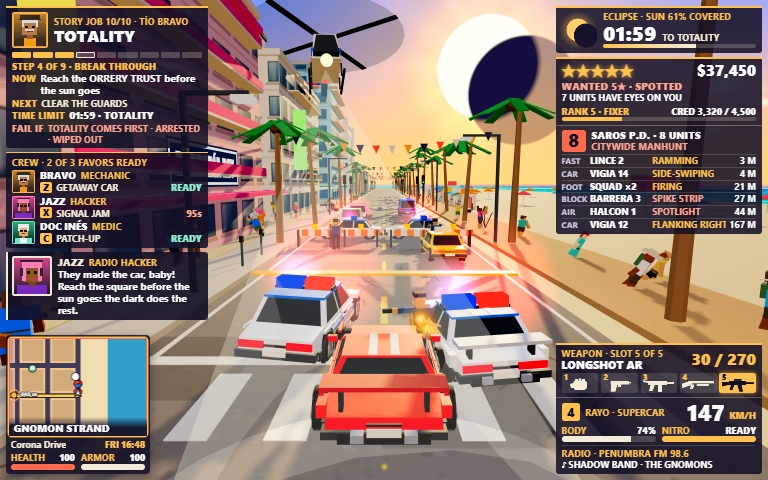 STORY JOB 10/10 · TÍO BRAVO
TOTALITY
STEP 4 OF 9 · BREAK THROUGH
NOW Reach the ORRERY TRUST before
the sun goes
NEXT CLEAR THE GUARDS
TIME LIMIT 01:59 · TOTALITY
FAIL IF TOTALITY COMES FIRST · ARRESTED
· WIPED OUT
CREW · 2 OF 3 FAVORS READY
BRAVO MECHANIC
Z GETAWAY CAR READY
JAZZ HACKER
X SIGNAL JAM 95s
DOC INÉS MEDIC
C PATCH-UP READY
JAZZ RADIO HACKER
They made the car, baby!
Reach the square before the
sun goes: the dark does the
rest.
GNOMON STRAND
Corona Drive FRI 16:48
HEALTH 100 ARMOR 100
ECLIPSE · SUN 61% COVERED
01:59 TO TOTALITY
★★★★★ $37,450
WANTED 5★ · SPOTTED
7 UNITS HAVE EYES ON YOU
RANK 5 · FIXER CRED 3,320 / 4,500
8 SAROS P.D. · 8 UNITS
CITYWIDE MANHUNT
FAST LINCE 2 RAMMING 3 M
CAR VIGIA 14 SIDE-SWIPING 4 M
FOOT SQUAD x2 FIRING 21 M
BLOCK BARRERA 3 SPIKE STRIP 27 M
AIR HALCON 1 SPOTLIGHT 44 M
CAR VIGIA 12 FLANKING RIGHT 167 M
WEAPON · SLOT 5 OF 5
LONGSHOT AR 30 / 270
1 2 3 4 5
4 RAYO · SUPERCAR 147 KM/H
BODY 74% NITRO READY
RADIO · PENUMBRA FM 98.6
♪ SHADOW BAND · THE GNOMONS